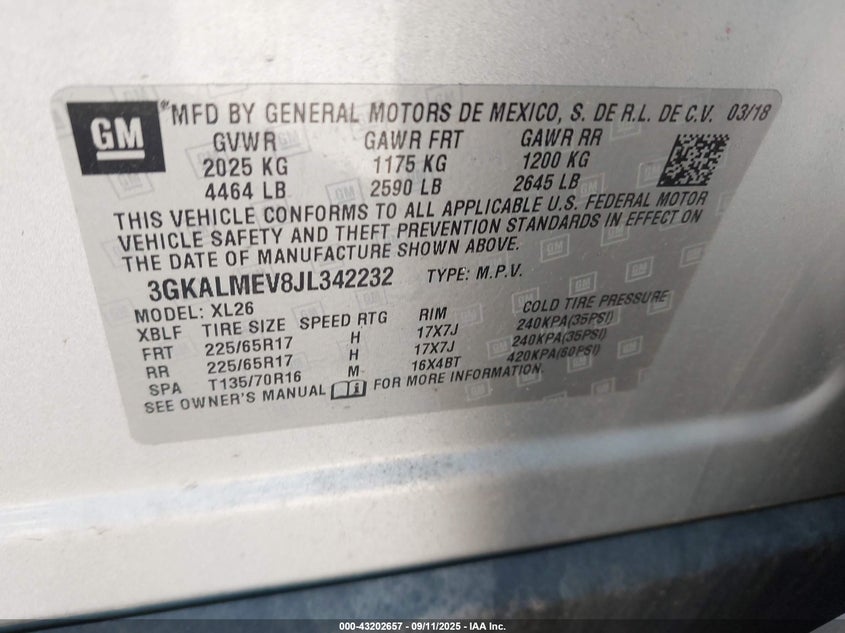 GM
®MFD BY GENERAL MOTORS DE MEXICO, S. DE R.L. DE C.V. 03/18
GVWR GAWR FRT GAWR RR
2025 KG 1175 KG 1200 KG
4464 LB 2590 LB 2645 LB
THIS VEHICLE CONFORMS TO ALL APPLICABLE U.S. FEDERAL MOTOR
VEHICLE SAFETY AND THEFT PREVENTION STANDARDS IN EFFECT ON
THE DATE OF MANUFACTURE SHOWN ABOVE.
3GKALMEV8JL342232 TYPE: M.P.V.
MODEL: XL26
XBLF TIRE SIZE SPEED RTG RIM COLD TIRE PRESSURE
FRT 225/65R17 H 17X7J 240KPA(35PSI)
RR 225/65R17 H 17X7J 240KPA(35PSI)
SPA T135/70R16 M 16X4BT 420KPA(60PSI)
SEE OWNER'S MANUAL FOR MORE INFORMATION.
000-43202657 - 09/11/2025 - IAA Inc.